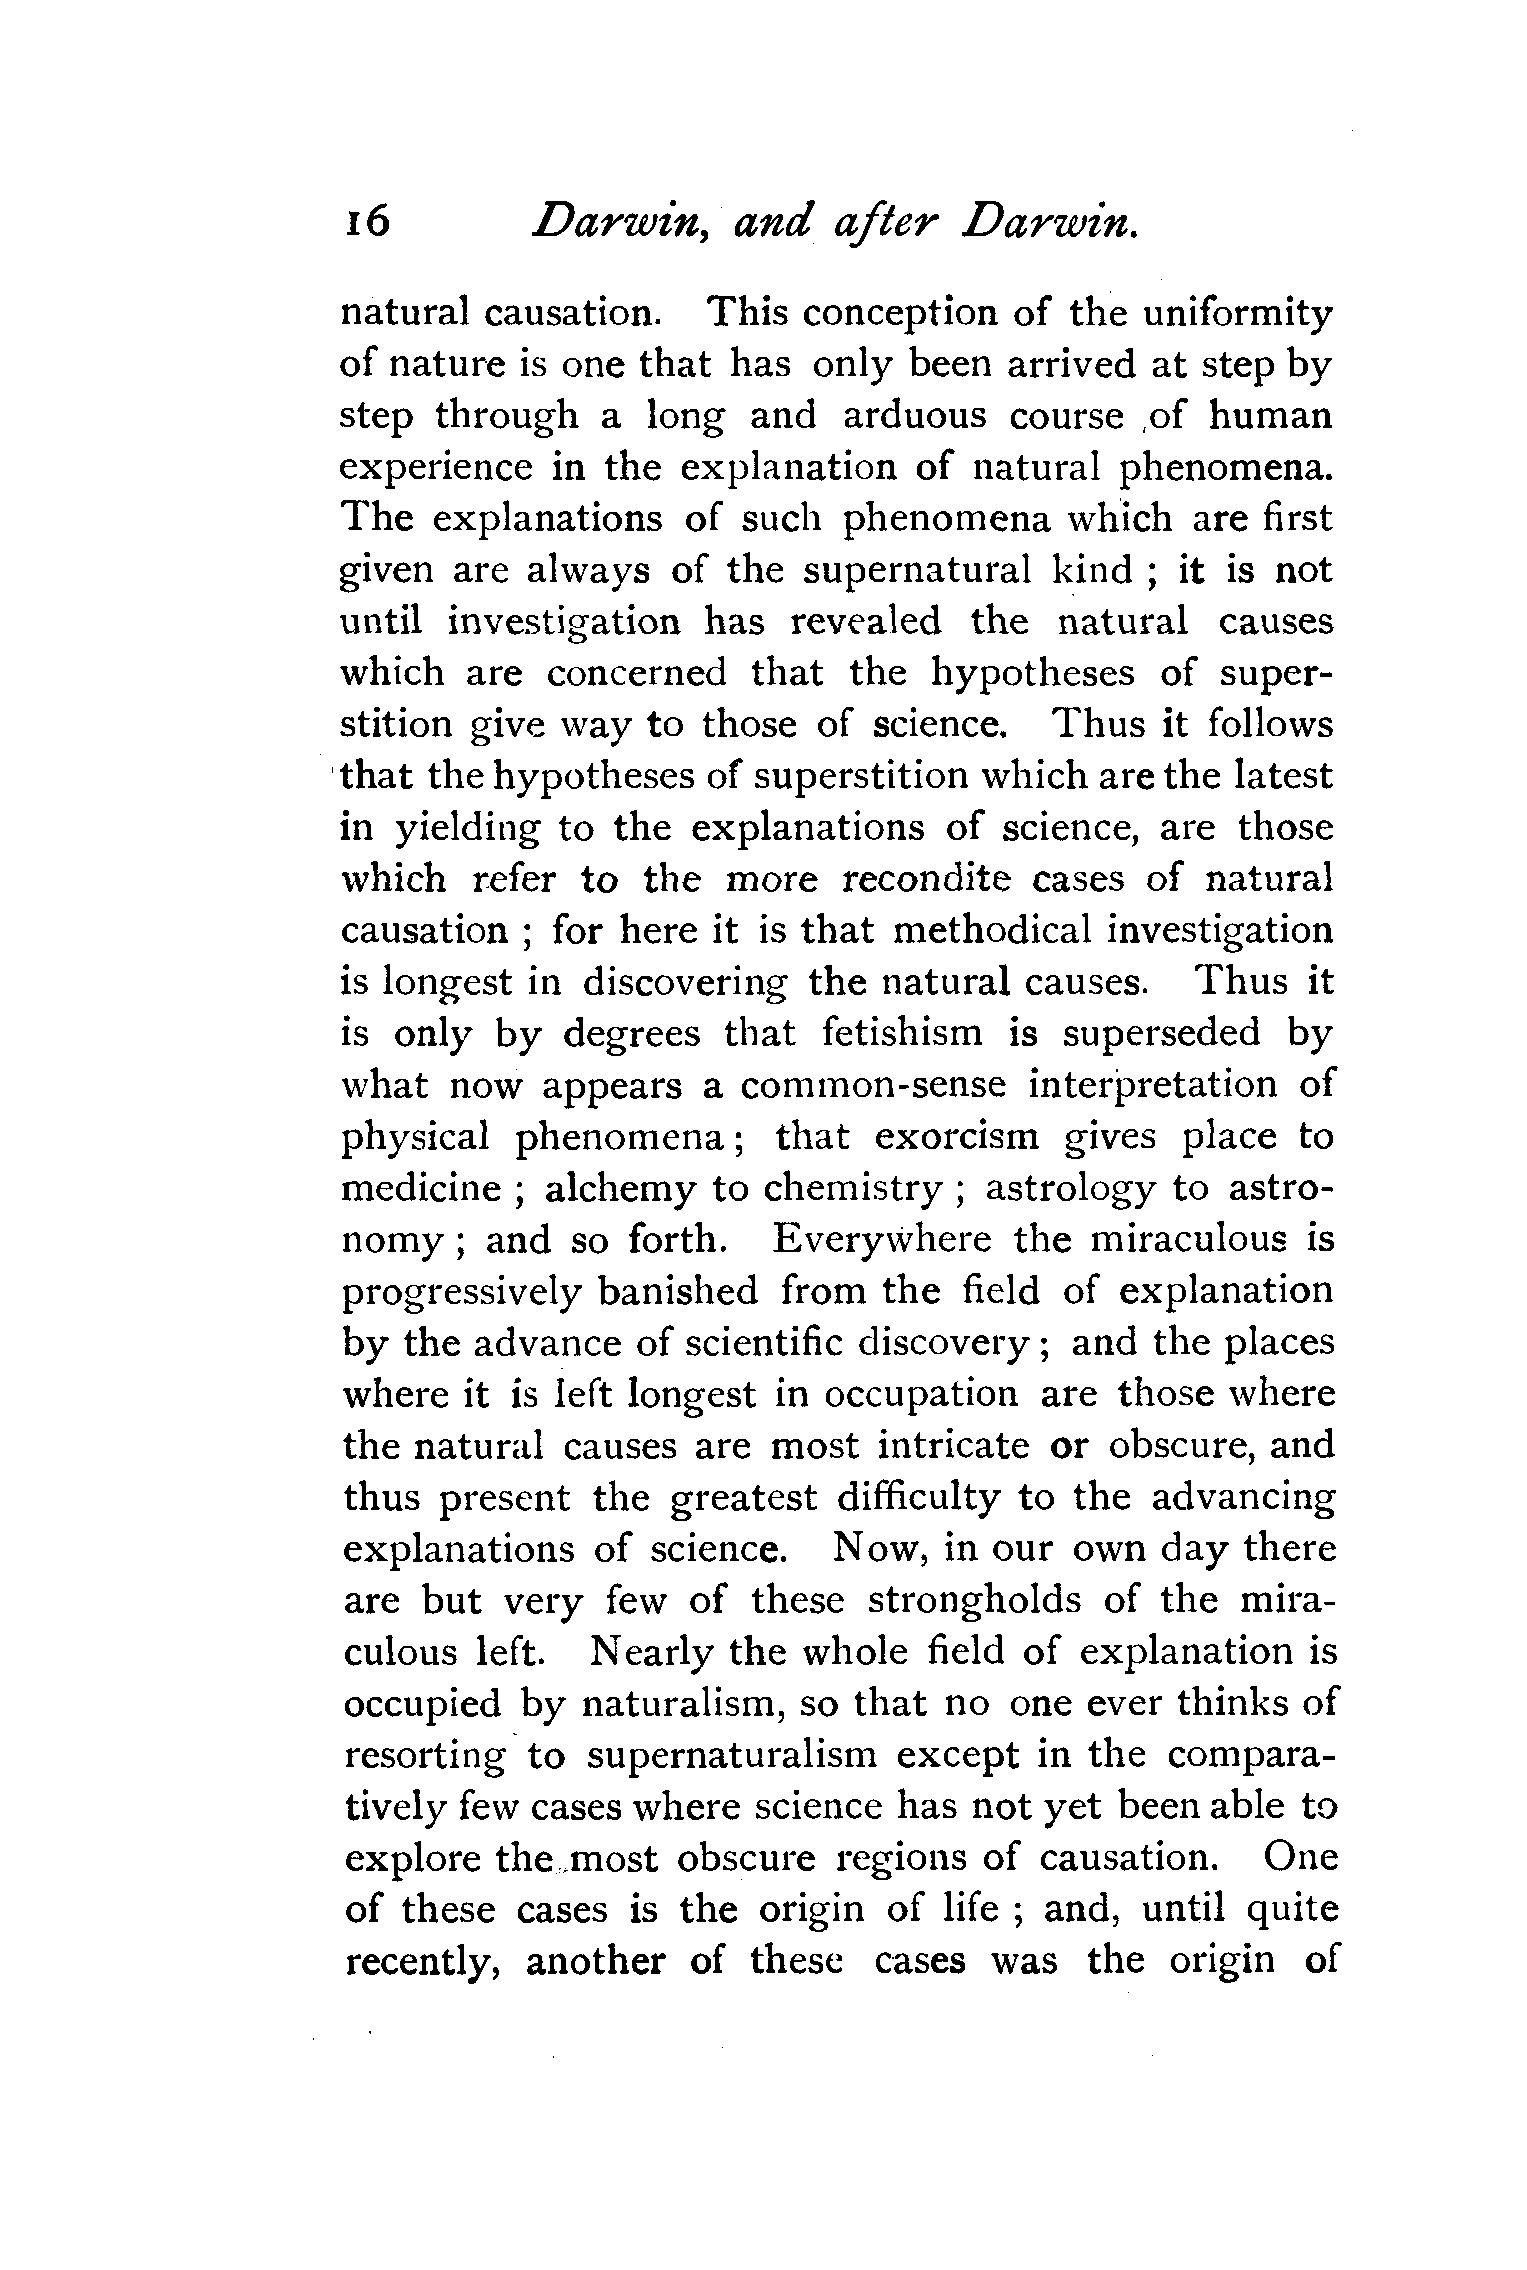 16 Darwin, and after Darwin.
natural causation. This conception of the uniformity
of nature is one that has only been arrived at step by
step through a long and arduous course of human
experience in the explanation of natural phenomena.
The explanations of such phenomena which are first
given are always of the supernatural kind ; it is not
until investigation has revealed the natural causes
which are concerned that the hypotheses of super-
stition give way to those of science. Thus it follows
that the hypotheses of superstition which are the latest
in yielding to the explanations of science, are those
which refer to the more recondite cases of natural
causation ; for here it is that methodical investigation
is longest in discovering the natural causes. Thus it
is only by degrees that fetishism is superseded by
what now appears a common-sense interpretation of
physical phenomena ; that exorcism gives place to
medicine ; alchemy to chemistry ; astrology to astro-
nomy ; and so forth. Everywhere the miraculous is
progressively banished from the field of explanation
by the advance of scientific discovery ; and the places
where it is left longest in occupation are those where
the natural causes are most intricate or obscure, and
thus present the greatest difficulty to the advancing
explanations of science. Now, in our own day there
are but very few of these strongholds of the mira-
culous left. Nearly the whole field of explanation is
occupied by naturalism, so that no one ever thinks of
resorting to supernaturalism except in the compara-
tively few cases where science has not yet been able to
explore the most obscure regions of causation. One
of these cases is the origin of life ; and, until quite
recently, another of these cases was the origin of